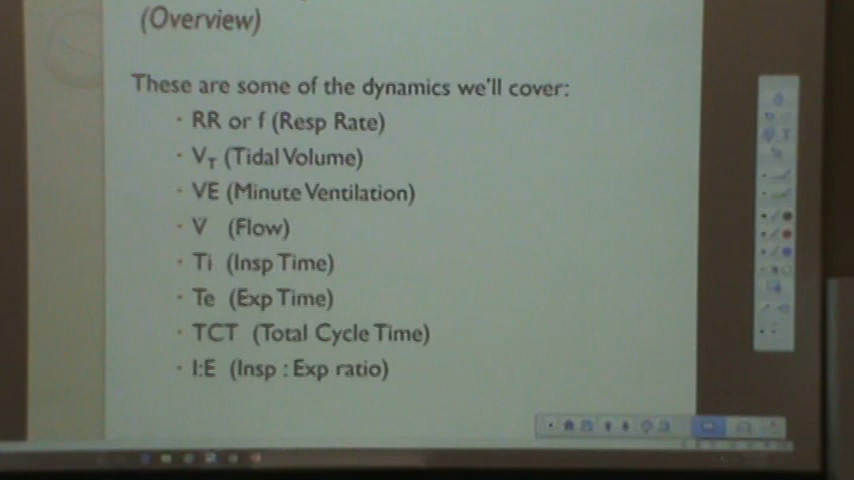 (Overview)
These are some of the dynamics we'll cover:
· RR or f (Resp Rate)
· VT (Tidal Volume)
· VE (Minute Ventilation)
· V̇ (Flow)
· Ti (Insp Time)
· Te (Exp Time)
· TCT (Total Cycle Time)
· I:E (Insp : Exp ratio)